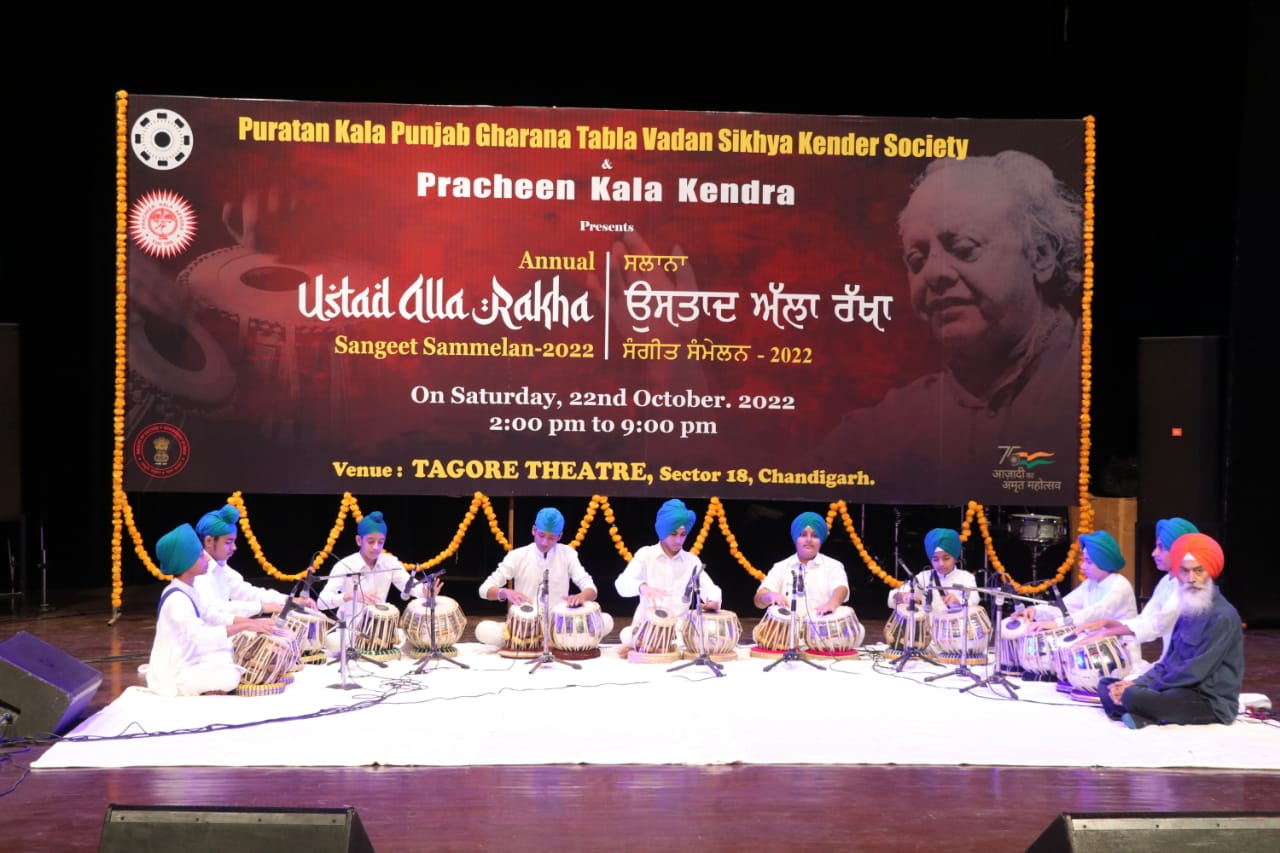 Puratan Kala Punjab Gharana Tabla Vadan Sikhya Kender Society
&
Pracheen Kala Kendra
Presents
Annual
Ustad Alla Rakha
Sangeet Sammelan-2022
ਸਲਾਨਾ
ਉਸਤਾਦ ਅੱਲਾ ਰੱਖਾ
ਸੰਗੀਤ ਸੰਮੇਲਨ - 2022
On Saturday, 22nd October. 2022
2:00 pm to 9:00 pm
Venue : TAGORE THEATRE, Sector 18, Chandigarh.
75
आज़ादी का
अमृत महोत्सव